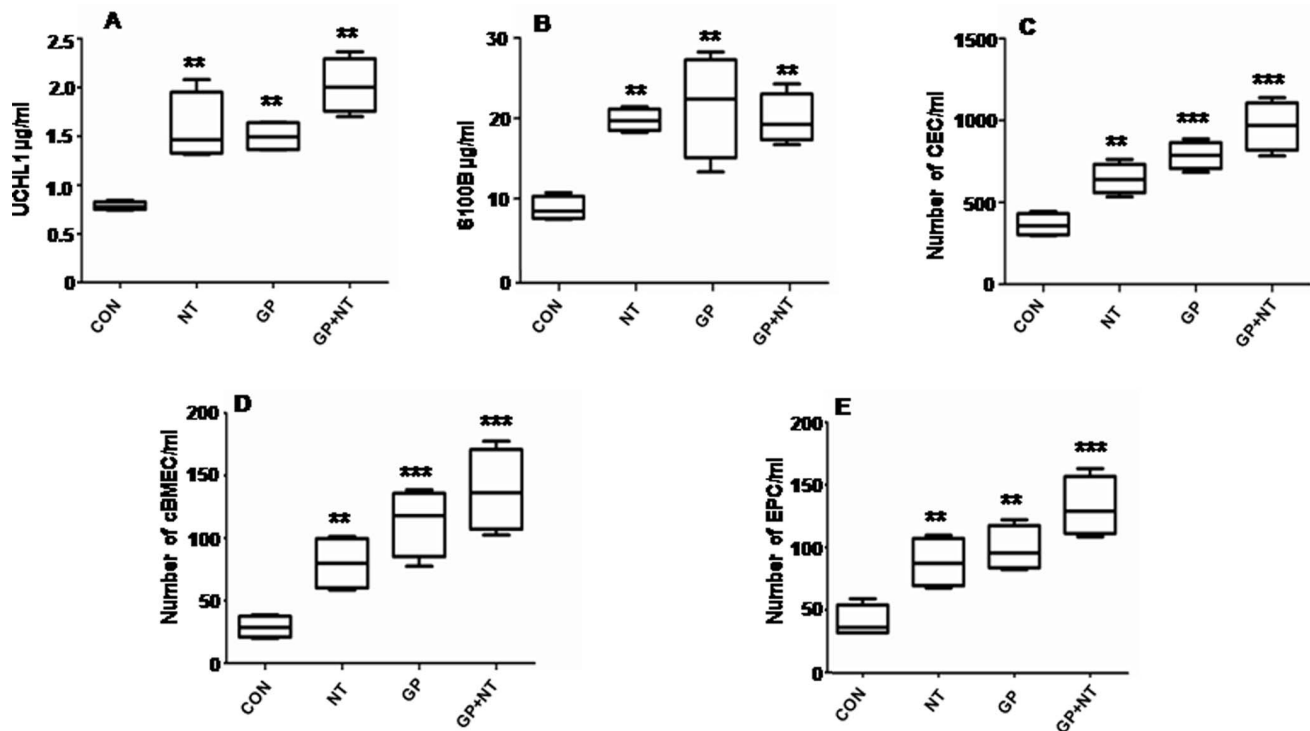 A
UCHL1 µg/ml
2.5
2.0
1.5
1.0
0.5
0
**
**
**
CON
NT
GP
GP+NT
B
S100B µg/ml
30
20
10
0
**
**
**
CON
NT
GP
GP+NT
C
Number of CEC/ml
1500
1000
500
0
**
***
***
CON
NT
GP
GP+NT
D
Number of cBMEC/ml
200
150
100
50
0
**
***
***
CON
NT
GP
GP+NT
E
Number of EPC/ml
200
150
100
50
0
**
**
***
CON
NT
GP
GP+NT